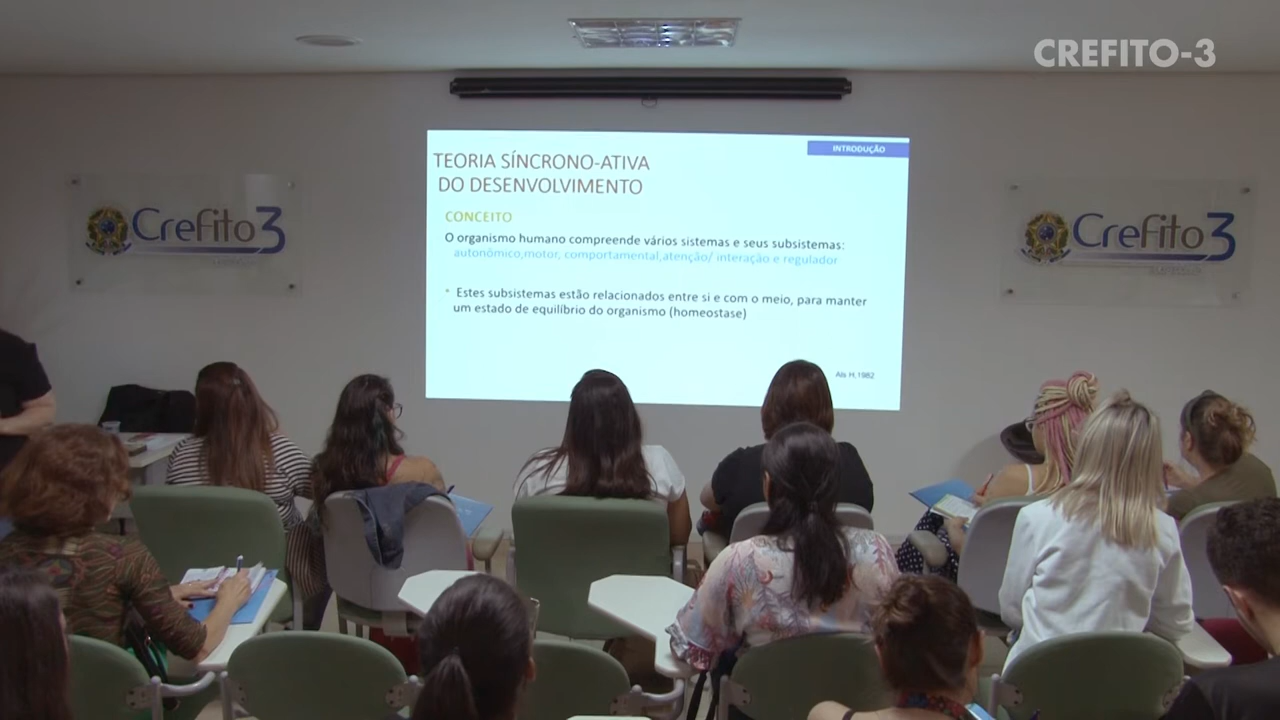 CREFITO-3
INTRODUÇÃO
TEORIA SÍNCRONO-ATIVA
DO DESENVOLVIMENTO
CONCEITO
O organismo humano compreende vários sistemas e seus subsistemas:
autonômico,motor, comportamental,atenção/ interação e regulador
Estes subsistemas estão relacionados entre si e com o meio, para manter
um estado de equilíbrio do organismo (homeostase)
Als H,1982
CreFito3
CreFito3